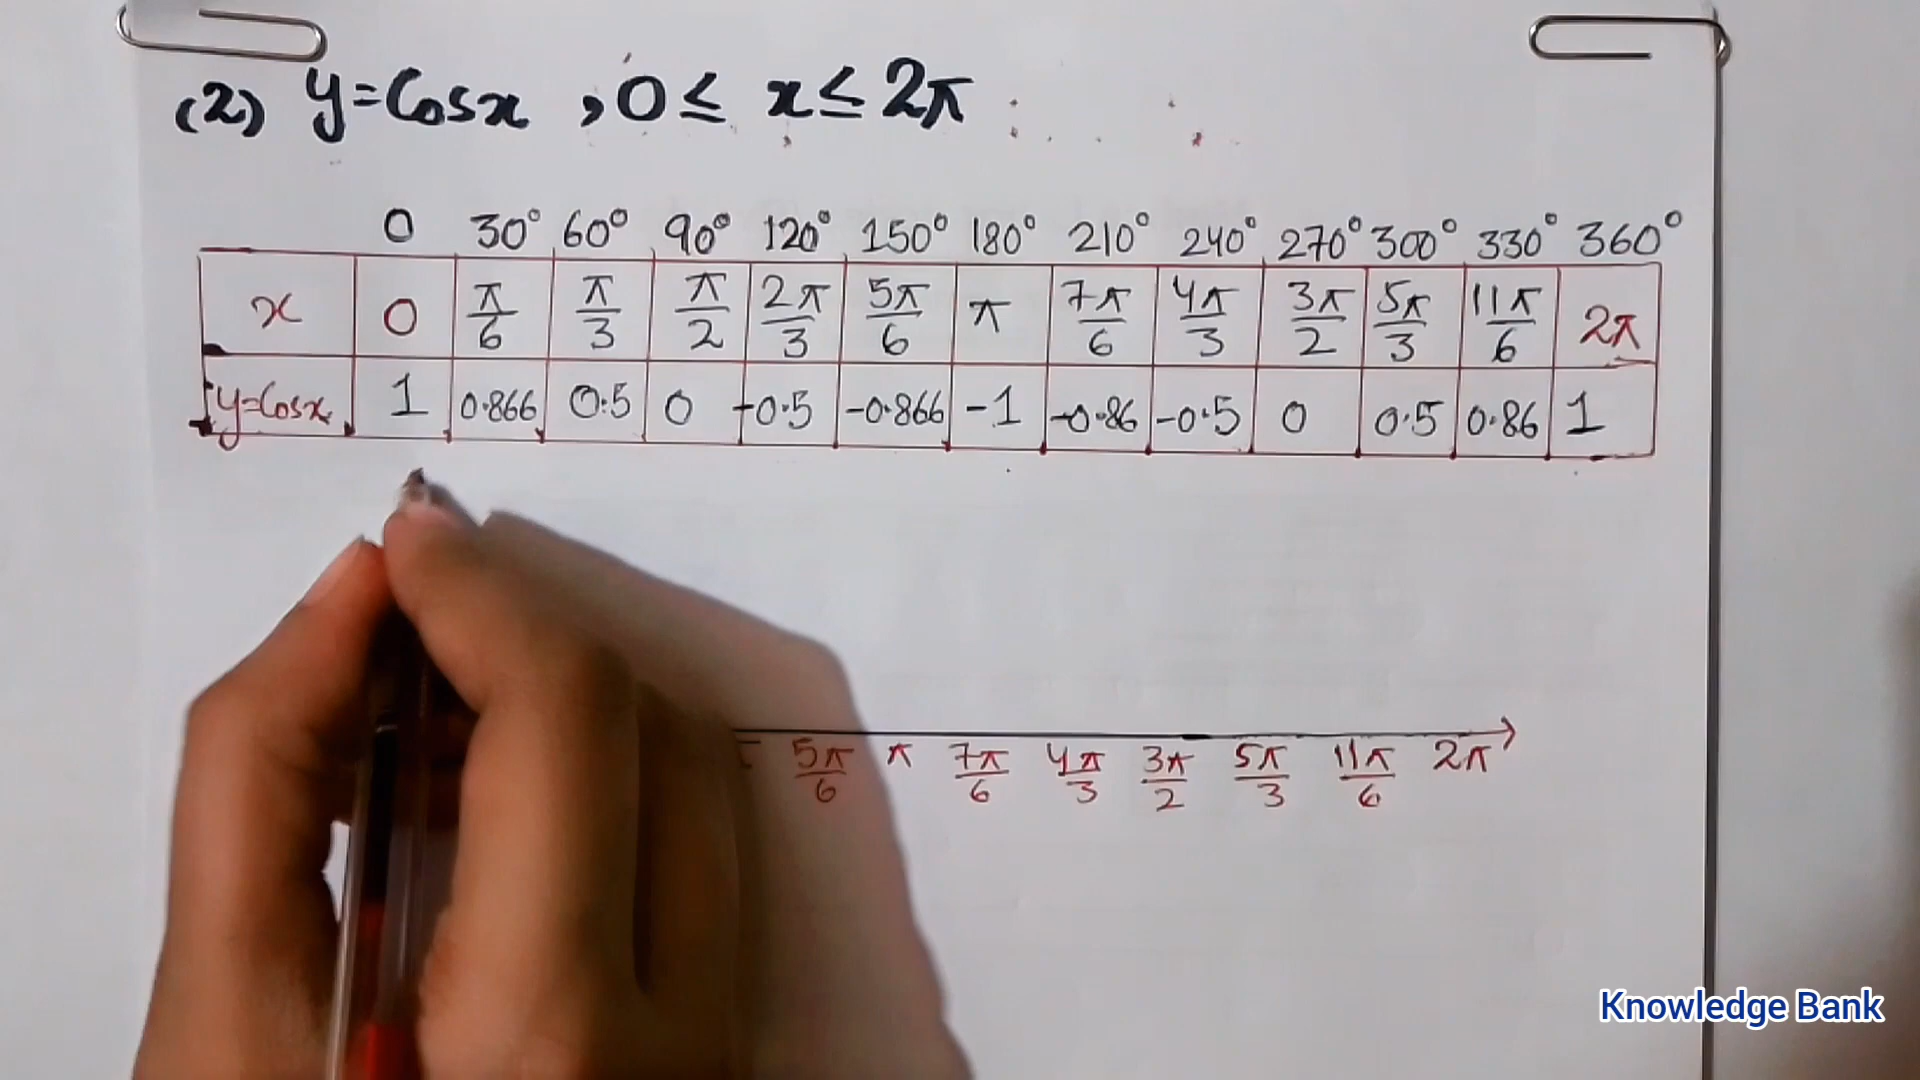 (2) y=Cosx , 0 ≤ x ≤ 2π
0 30° 60° 90° 120° 150° 180° 210° 240° 270° 300° 330° 360°
x 0 π/6 π/3 π/2 2π/3 5π/6 π 7π/6 4π/3 3π/2 5π/3 11π/6 2π
y=Cosx 1 0.866 0.5 0 -0.5 -0.866 -1 -0.86 -0.5 0 0.5 0.86 1
5π/6 π 7π/6 4π/3 3π/2 5π/3 11π/6 2π
Knowledge Bank